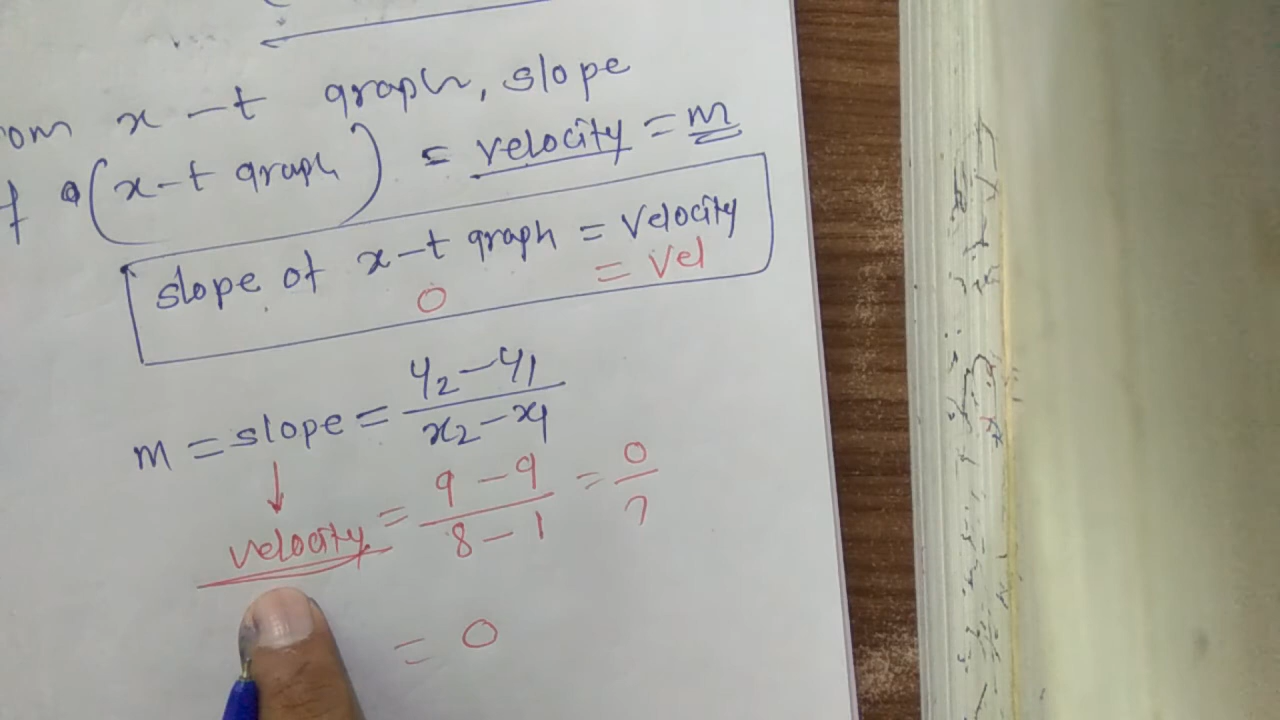 om x - t graph, slope
f (x-t graph) = velocity = m
slope of x-t graph = velocity
0 = Vel
m = slope = y2-y1 / x2-x1
velocity = 9-9 / 8-1 = 0 / 7
= 0